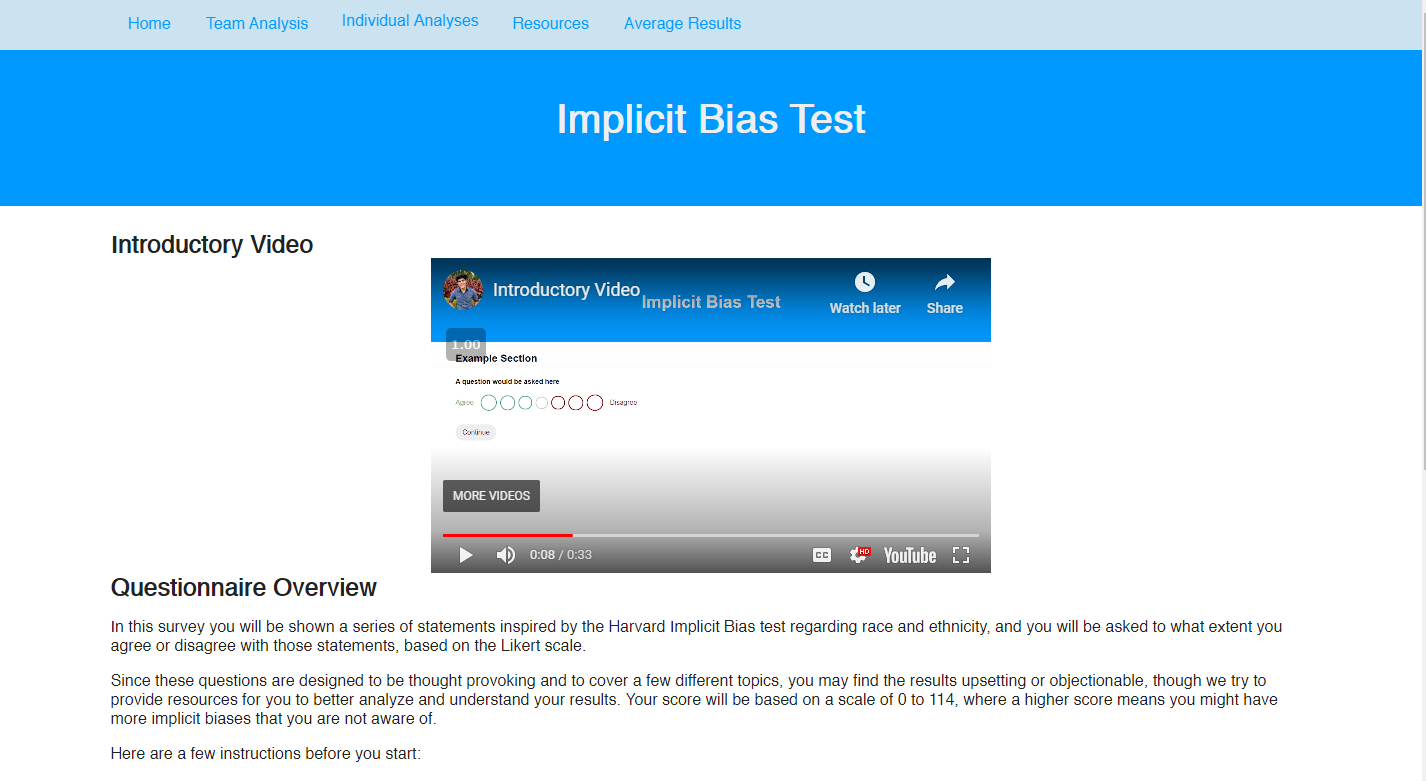 Home Team Analysis Individual Analyses Resources Average Results
Implicit Bias Test
Introductory Video
Introductory Video
Implicit Bias Test
Watch later
Share
1.00
Example Section
A question would be asked here
Agree Disagree
Continue
MORE VIDEOS
0:08 / 0:33
CC
HD
YouTube
Questionnaire Overview
In this survey you will be shown a series of statements inspired by the Harvard Implicit Bias test regarding race and ethnicity, and you will be asked to what extent you
agree or disagree with those statements, based on the Likert scale.
Since these questions are designed to be thought provoking and to cover a few different topics, you may find the results upsetting or objectionable, though we try to
provide resources for you to better analyze and understand your results. Your score will be based on a scale of 0 to 114, where a higher score means you might have
more implicit biases that you are not aware of.
Here are a few instructions before you start: